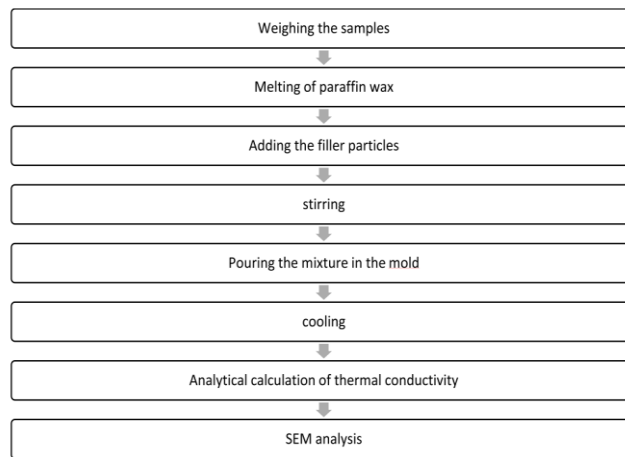 Weighing the samples
Melting of paraffin wax
Adding the filler particles
stirring
Pouring the mixture in the mold
cooling
Analytical calculation of thermal conductivity
SEM analysis